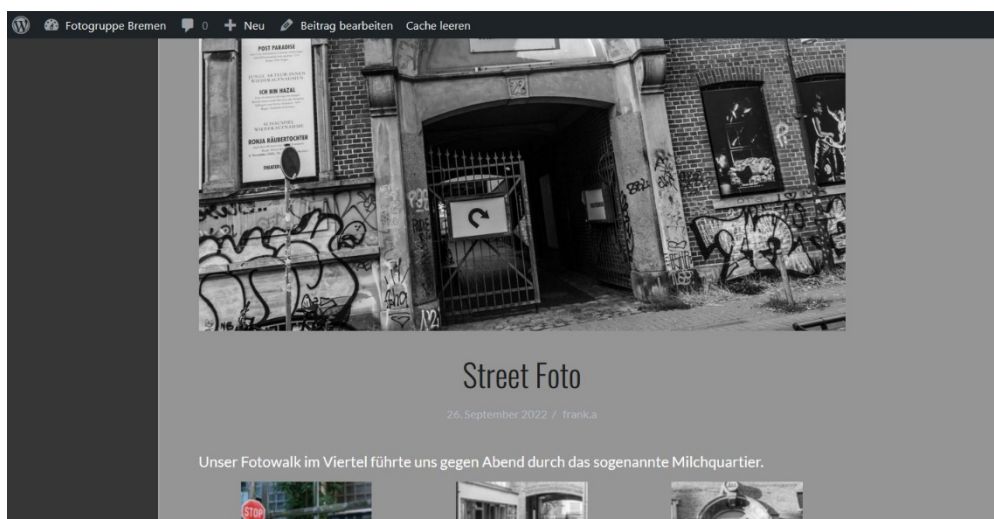 Fotogruppe Bremen 0 Neu Beitrag bearbeiten Cache leeren
POST PARADISE
ICH BIN HAZAL
RONJA RÄUBERTOCHTER
THEATER
Street Foto
26. September 2022 / frank.a
Unser Fotowalk im Viertel führte uns gegen Abend durch das sogenannte Milchquartier.
STOP